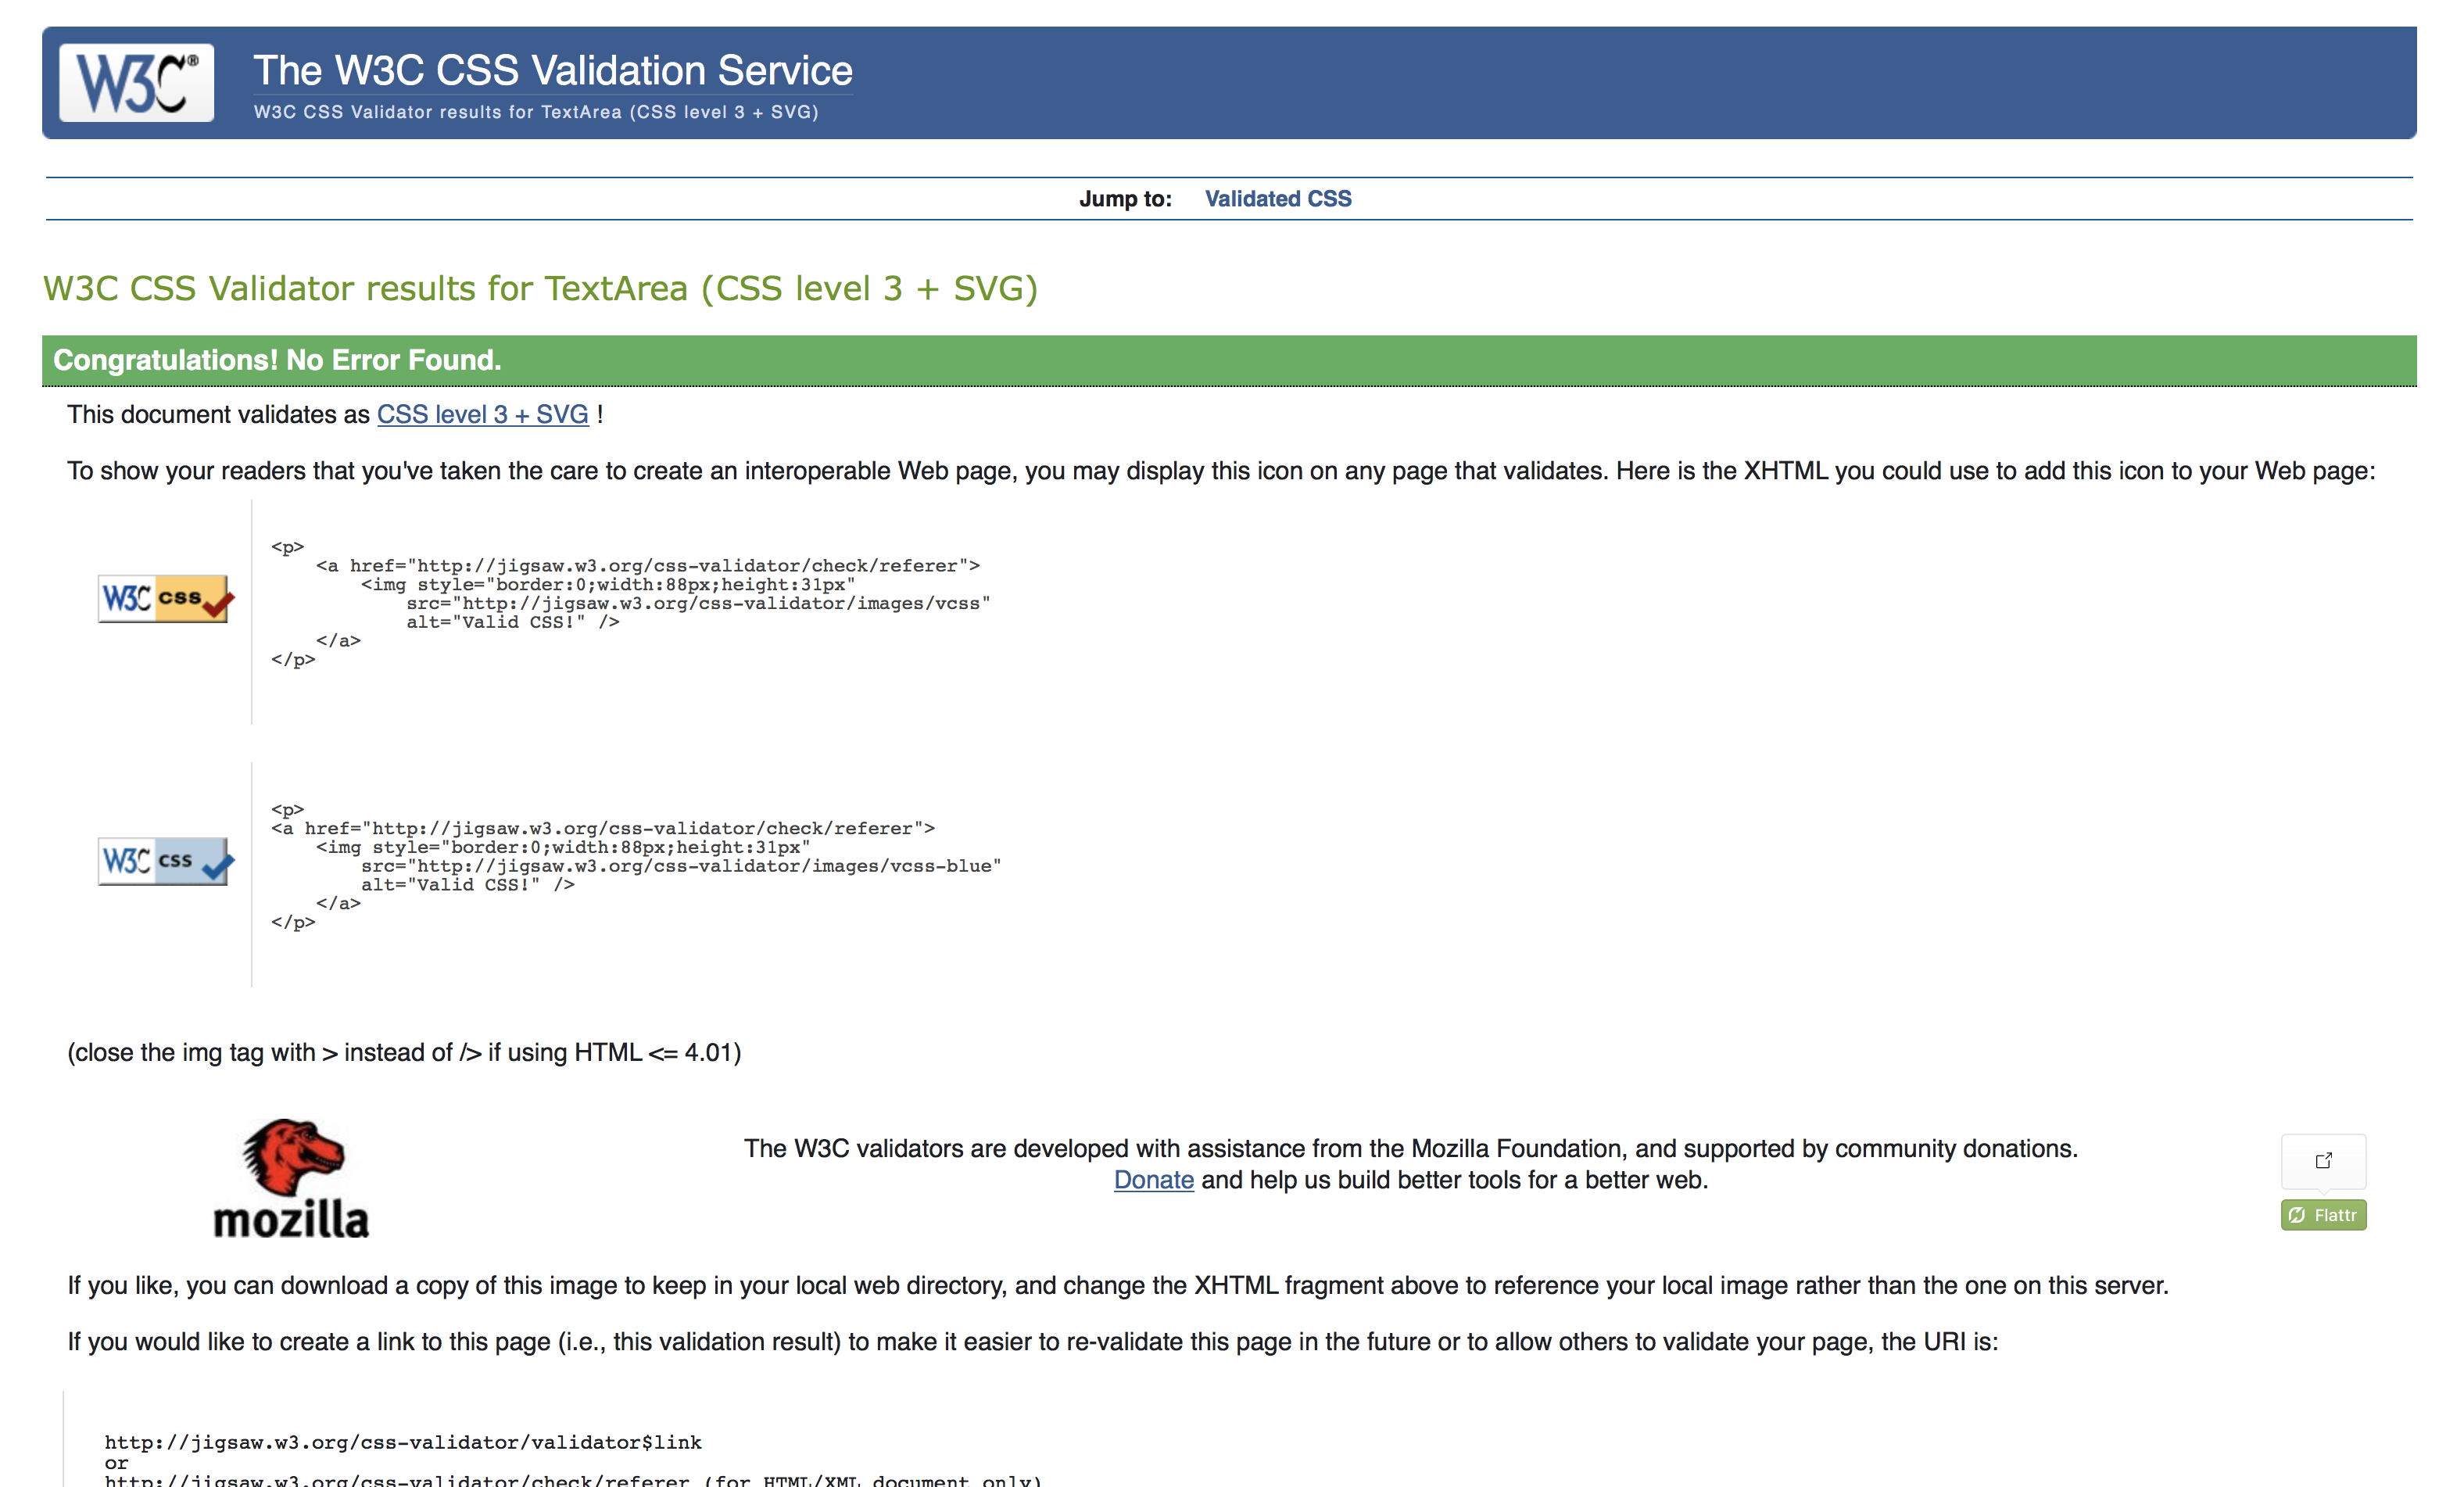 W3C®
The W3C CSS Validation Service
W3C CSS Validator results for TextArea (CSS level 3 + SVG)
Jump to: Validated CSS
W3C CSS Validator results for TextArea (CSS level 3 + SVG)
Congratulations! No Error Found.
This document validates as CSS level 3 + SVG !
To show your readers that you've taken the care to create an interoperable Web page, you may display this icon on any page that validates. Here is the XHTML you could use to add this icon to your Web page:
W3C css
<p>
<a href="http://jigsaw.w3.org/css-validator/check/referer">
<img style="border:0;width:88px;height:31px"
src="http://jigsaw.w3.org/css-validator/images/vcss"
alt="Valid CSS!" />
</a>
</p>
W3C css
<p>
<a href="http://jigsaw.w3.org/css-validator/check/referer">
<img style="border:0;width:88px;height:31px"
src="http://jigsaw.w3.org/css-validator/images/vcss-blue"
alt="Valid CSS!" />
</a>
</p>
(close the img tag with > instead of /> if using HTML <= 4.01)
mozilla
The W3C validators are developed with assistance from the Mozilla Foundation, and supported by community donations.
Donate and help us build better tools for a better web.
Flattr
If you like, you can download a copy of this image to keep in your local web directory, and change the XHTML fragment above to reference your local image rather than the one on this server.
If you would like to create a link to this page (i.e., this validation result) to make it easier to re-validate this page in the future or to allow others to validate your page, the URI is:
http://jigsaw.w3.org/css-validator/validator$link
or
http://jigsaw.w3.org/css-validator/check/referer (for HTML/XML document only)